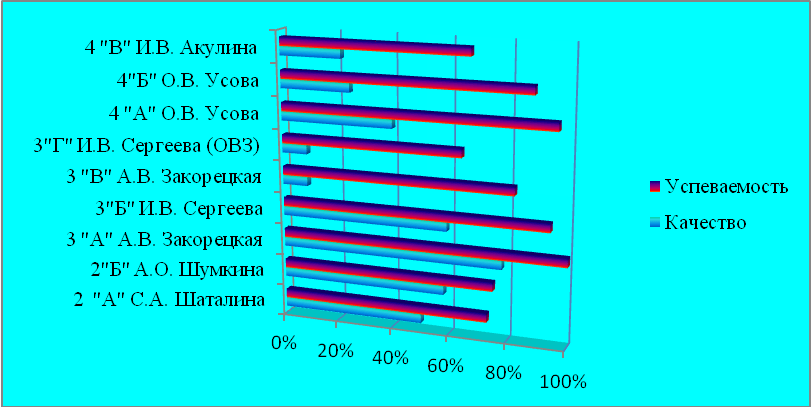 4 "В" И.В. Акулина
4"Б" О.В. Усова
4 "А" О.В. Усова
3"Г" И.В. Сергеева (ОВЗ)
3 "В" А.В. Закорецкая
3"Б" И.В. Сергеева
3 "А" А.В. Закорецкая
2"Б" А.О. Шумкина
2 "А" С.А. Шаталина
0%
20%
40%
60%
80%
100%
Успеваемость
Качество